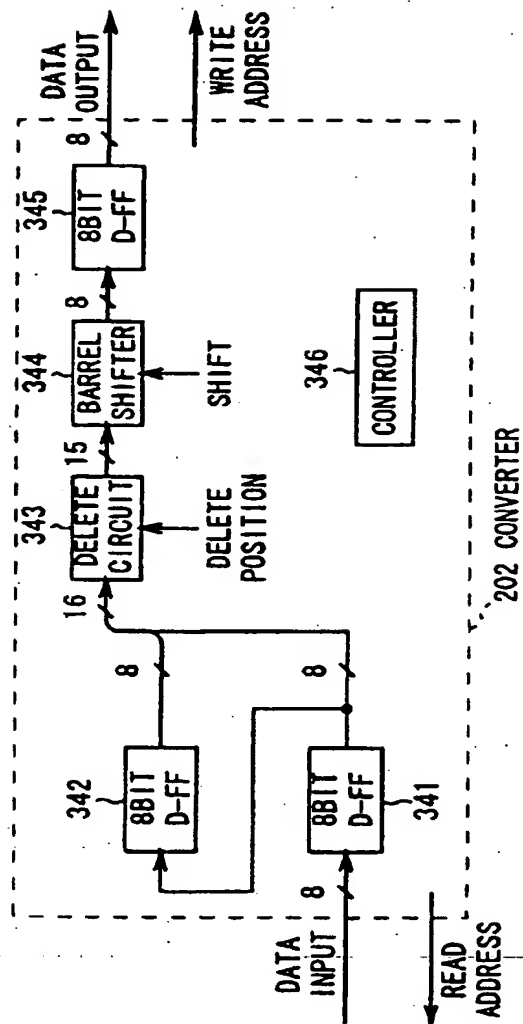 DATA
INPUT
READ
ADDRESS
8
8BIT
D-FF
341
8BIT
D-FF
342
8
8
16
DELETE
CIRCUIT
343
DELETE
POSITION
15
BARREL
SHIFTER
344
SHIFT
8
8BIT
D-FF
345
8
DATA
OUTPUT
WRITE
ADDRESS
CONTROLLER
346
202 CONVERTER